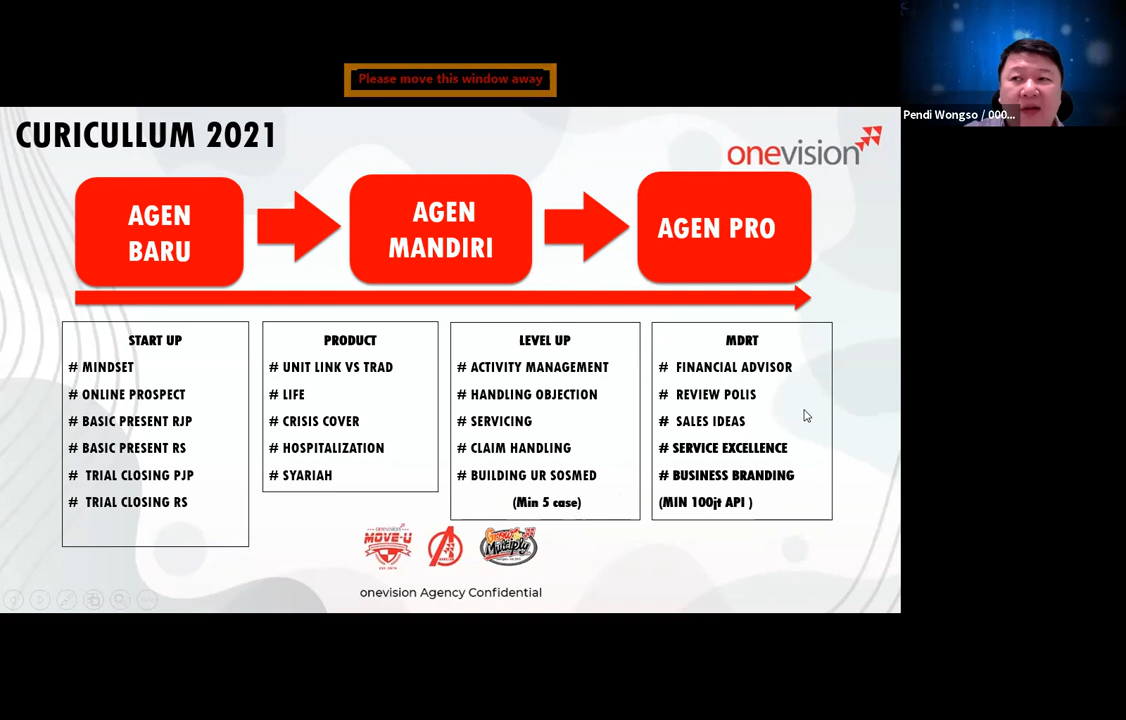 Please move this window away
Pendi Wongso / 000...
CURICULLUM 2021
onevision
AGEN
BARU
AGEN
MANDIRI
AGEN PRO
START UP
# MINDSET
# ONLINE PROSPECT
# BASIC PRESENT RJP
# BASIC PRESENT RS
# TRIAL CLOSING PJP
# TRIAL CLOSING RS
PRODUCT
# UNIT LINK VS TRAD
# LIFE
# CRISIS COVER
# HOSPITALIZATION
# SYARIAH
LEVEL UP
# ACTIVITY MANAGEMENT
# HANDLING OBJECTION
# SERVICING
# CLAIM HANDLING
# BUILDING UR SOSMED
(Min 5 case)
MDRT
# FINANCIAL ADVISOR
# REVIEW POLIS
# SALES IDEAS
# SERVICE EXCELLENCE
# BUSINESS BRANDING
(MIN 100jt API )
onevision
MOVE-U
Grow
Multiply
onevision Agency Confidential